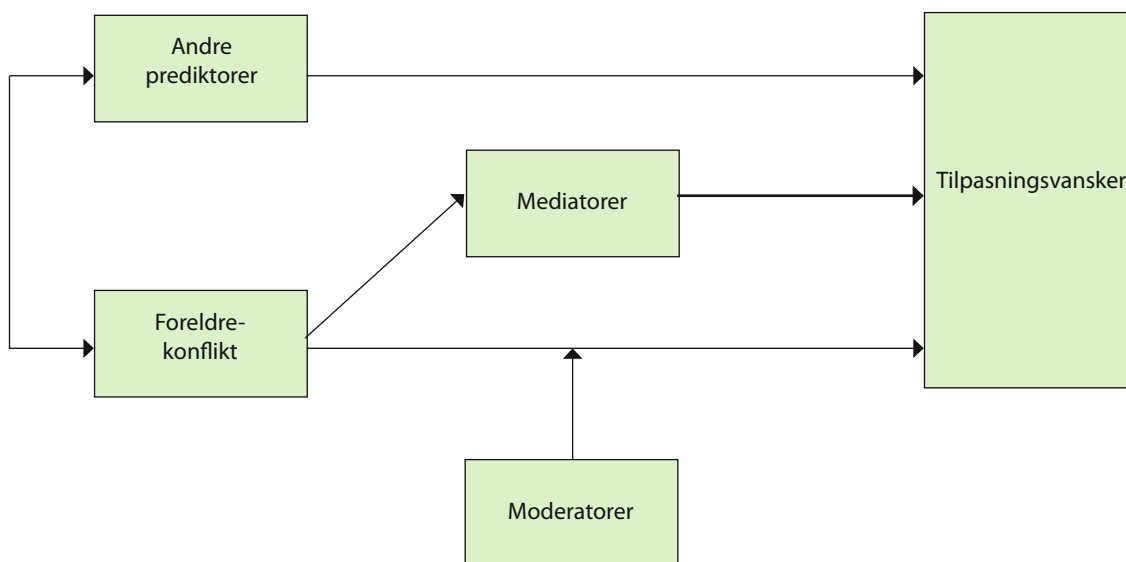 Andre
prediktorer
Mediatorer
Tilpasningsvansker
Foreldre-
konflikt
Moderatorer